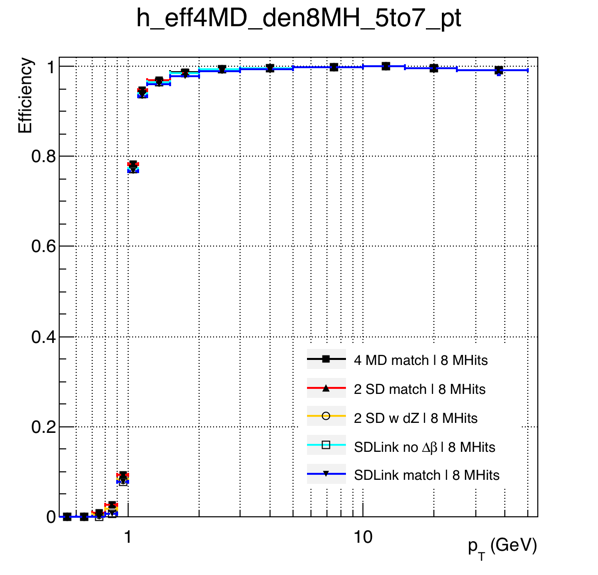 h_eff4MD_den8MH_5to7_pt
Efficiency
1
0.8
0.6
0.4
0.2
0
4 MD match | 8 MHits
2 SD match | 8 MHits
2 SD w dZ | 8 MHits
SDLink no Δβ | 8 MHits
SDLink match | 8 MHits
1
10
p_T (GeV)